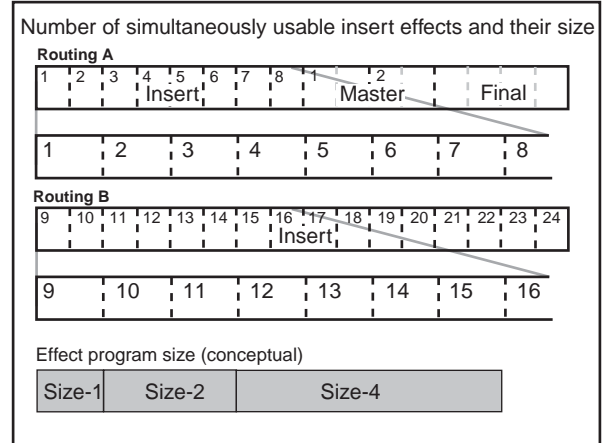 Number of simultaneously usable insert effects and their size
Routing A
1 2 3 4 5 6 7 8 1 2
Insert Master Final
1 2 3 4 5 6 7 8
Routing B
9 10 11 12 13 14 15 16 17 18 19 20 21 22 23 24
Insert
9 10 11 12 13 14 15 16
Effect program size (conceptual)
Size-1 Size-2 Size-4